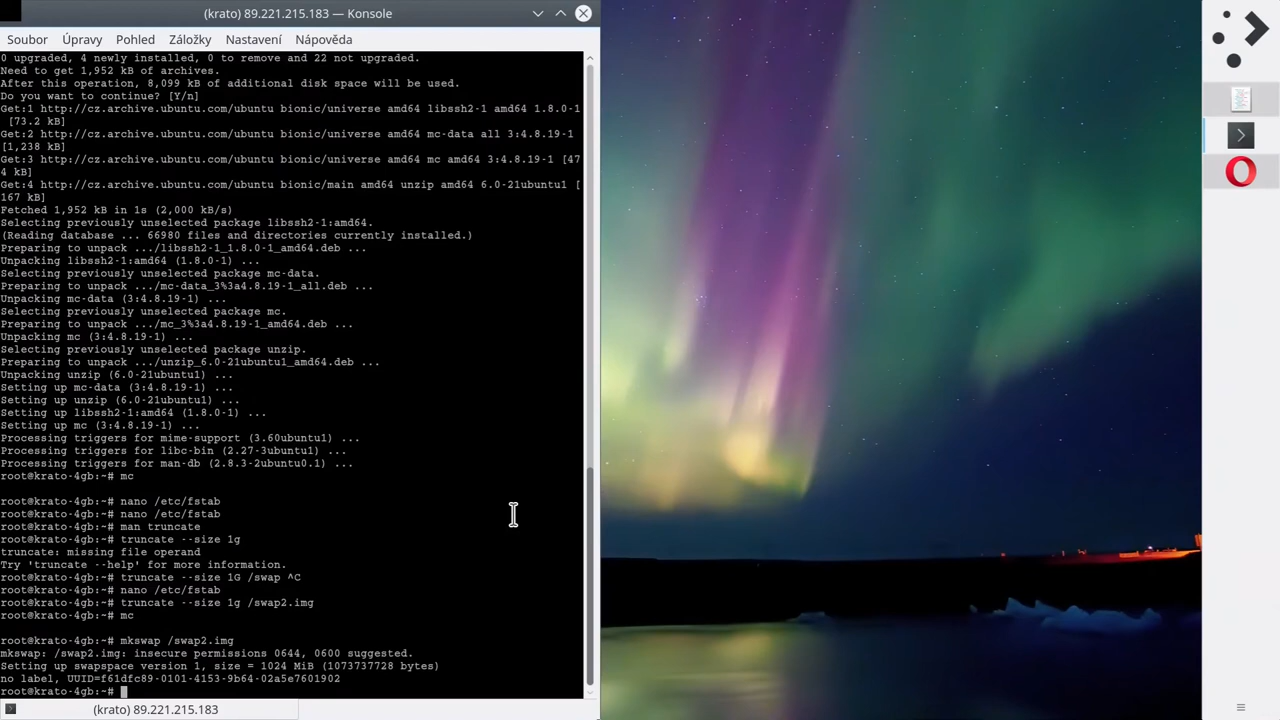 (krato) 89.221.215.183 — Konsole
Soubor Úpravy Pohled Záložky Nastavení Nápověda
0 upgraded, 4 newly installed, 0 to remove and 22 not upgraded.
Need to get 1,952 kB of archives.
After this operation, 8,099 kB of additional disk space will be used.
Do you want to continue? [Y/n]
Get:1 http://cz.archive.ubuntu.com/ubuntu bionic/universe amd64 libssh2-1 amd64 1.8.0-1
[73.2 kB]
Get:2 http://cz.archive.ubuntu.com/ubuntu bionic/universe amd64 mc-data all 3:4.8.19-1
[1,238 kB]
Get:3 http://cz.archive.ubuntu.com/ubuntu bionic/universe amd64 mc amd64 3:4.8.19-1 [47
4 kB]
Get:4 http://cz.archive.ubuntu.com/ubuntu bionic/main amd64 unzip amd64 6.0-21ubuntu1 [
167 kB]
Fetched 1,952 kB in 1s (2,000 kB/s)
Selecting previously unselected package libssh2-1:amd64.
(Reading database ... 66980 files and directories currently installed.)
Preparing to unpack .../libssh2-1_1.8.0-1_amd64.deb ...
Unpacking libssh2-1:amd64 (1.8.0-1) ...
Selecting previously unselected package mc-data.
Preparing to unpack .../mc-data_3%3a4.8.19-1_all.deb ...
Unpacking mc-data (3:4.8.19-1) ...
Selecting previously unselected package mc.
Preparing to unpack .../mc_3%3a4.8.19-1_amd64.deb ...
Unpacking mc (3:4.8.19-1) ...
Selecting previously unselected package unzip.
Preparing to unpack .../unzip_6.0-21ubuntu1_amd64.deb ...
Unpacking unzip (6.0-21ubuntu1) ...
Setting up mc-data (3:4.8.19-1) ...
Setting up unzip (6.0-21ubuntu1) ...
Setting up libssh2-1:amd64 (1.8.0-1) ...
Setting up mc (3:4.8.19-1) ...
Processing triggers for mime-support (3.60ubuntu1) ...
Processing triggers for libc-bin (2.27-3ubuntu1) ...
Processing triggers for man-db (2.8.3-2ubuntu0.1) ...
root@krato-4gb:~# mc
root@krato-4gb:~# nano /etc/fstab
root@krato-4gb:~# nano /etc/fstab
root@krato-4gb:~# man truncate
root@krato-4gb:~# truncate --size 1g
truncate: missing file operand
Try 'truncate --help' for more information.
root@krato-4gb:~# truncate --size 1G /swap ^C
root@krato-4gb:~# nano /etc/fstab
root@krato-4gb:~# truncate --size 1g /swap2.img
root@krato-4gb:~# mc
root@krato-4gb:~# mkswap /swap2.img
mkswap: /swap2.img: insecure permissions 0644, 0600 suggested.
Setting up swapspace version 1, size = 1024 MiB (1073737728 bytes)
no label, UUID=f61dfc89-0101-4153-9b64-02a5e7601902
root@krato-4gb:~#
(krato) 89.221.215.183